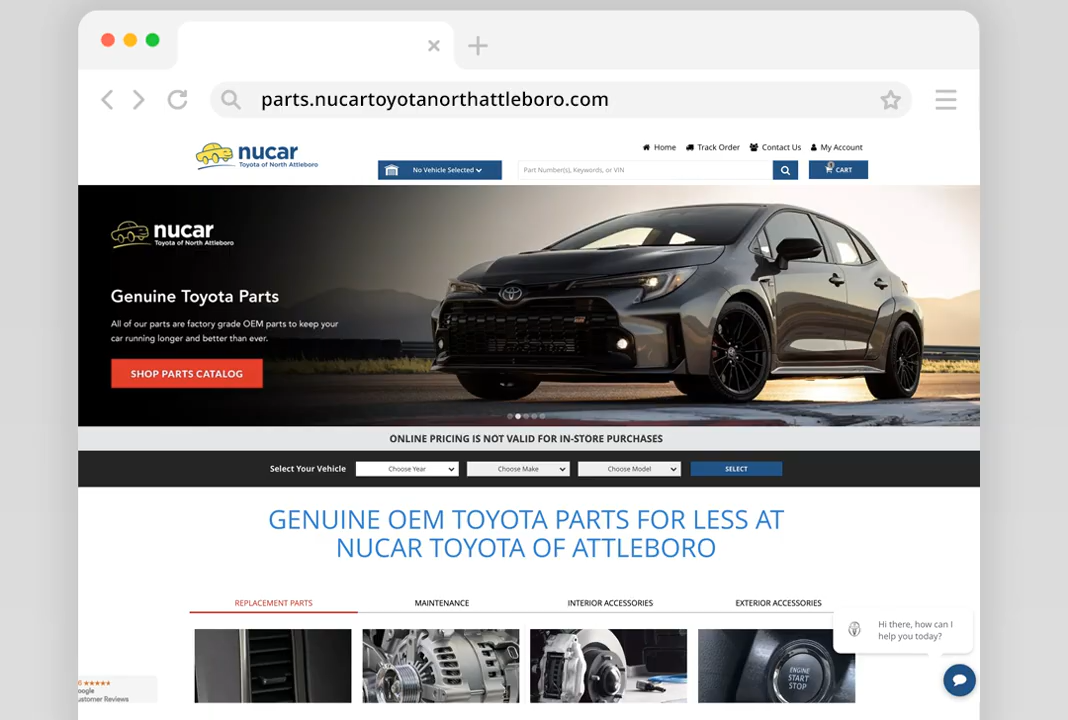 parts.nucartoyotanorthattleboro.com
Home Track Order Contact Us My Account
nucar
Toyota of North Attleboro
No Vehicle Selected
Part Number(s), Keywords, or VIN
CART
nucar
Toyota of North Attleboro
Genuine Toyota Parts
All of our parts are factory grade OEM parts to keep your
car running longer and better than ever.
SHOP PARTS CATALOG
ONLINE PRICING IS NOT VALID FOR IN-STORE PURCHASES
Select Your Vehicle Choose Year Choose Make Choose Model SELECT
GENUINE OEM TOYOTA PARTS FOR LESS AT
NUCAR TOYOTA OF ATTLEBORO
REPLACEMENT PARTS MAINTENANCE INTERIOR ACCESSORIES EXTERIOR ACCESSORIES
Hi there, how can I
help you today?
ENGINE
START
STOP
6
oogle
ustomer Reviews